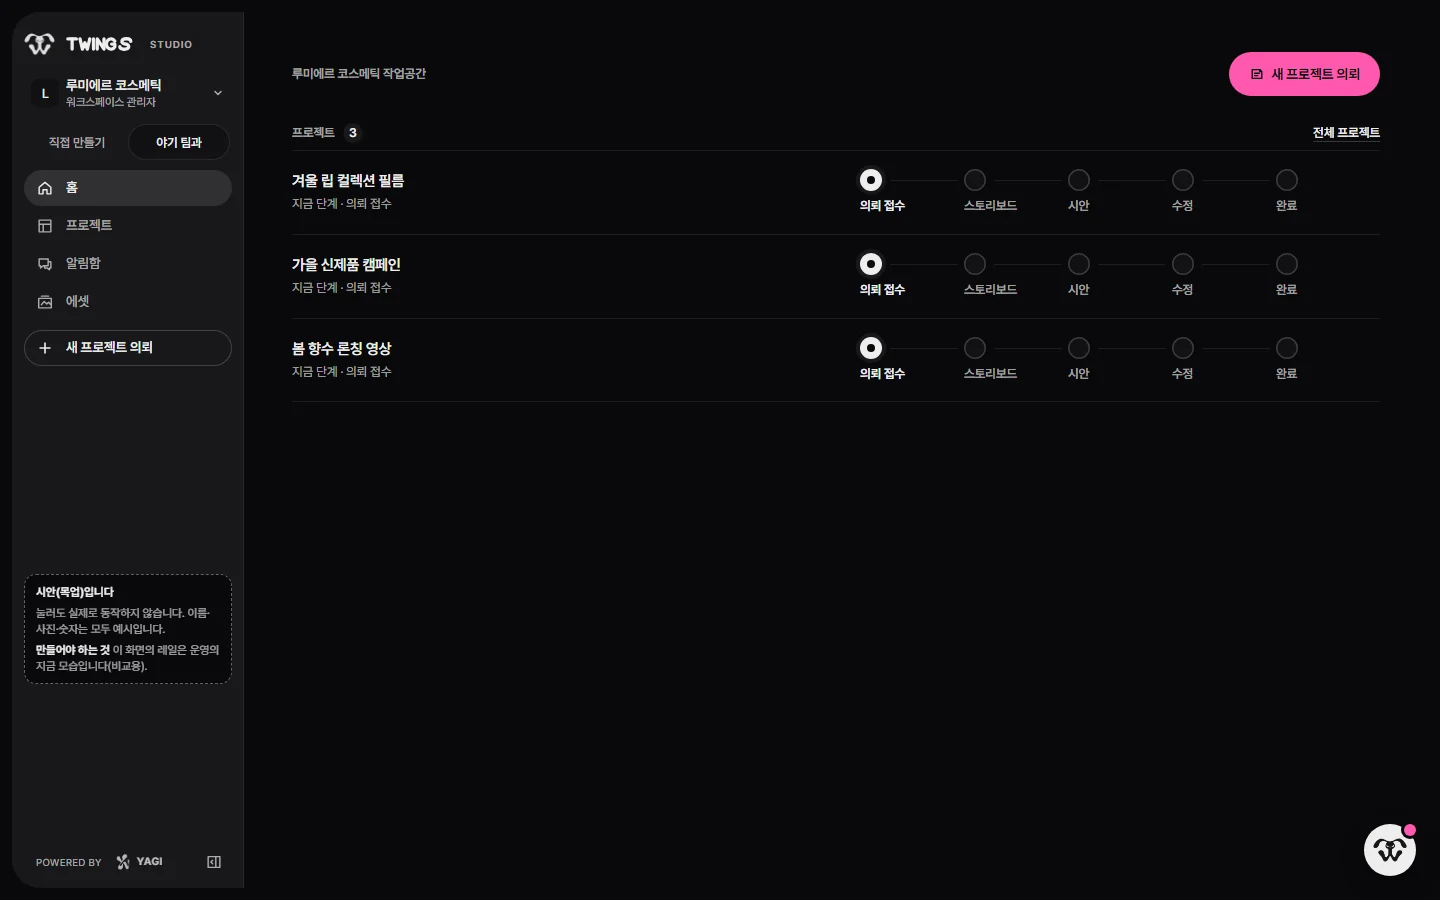 TWINGS STUDIO
L
루미에르 코스메틱
워크스페이스 관리자
직접 만들기
야기 팀과
홈
프로젝트
알림함
에셋
새 프로젝트 의뢰
시안(목업)입니다
눌러도 실제로 동작하지 않습니다. 이름·
사진·숫자는 모두 예시입니다.
만들어야 하는 것 이 화면의 레일은 운영의
지금 모습입니다(비교용).
POWERED BY YAGI
루미에르 코스메틱 작업공간
새 프로젝트 의뢰
프로젝트 3
전체 프로젝트
겨울 립 컬렉션 필름
지금 단계 · 의뢰 접수
의뢰 접수
스토리보드
시안
수정
완료
가을 신제품 캠페인
지금 단계 · 의뢰 접수
의뢰 접수
스토리보드
시안
수정
완료
봄 향수 론칭 영상
지금 단계 · 의뢰 접수
의뢰 접수
스토리보드
시안
수정
완료